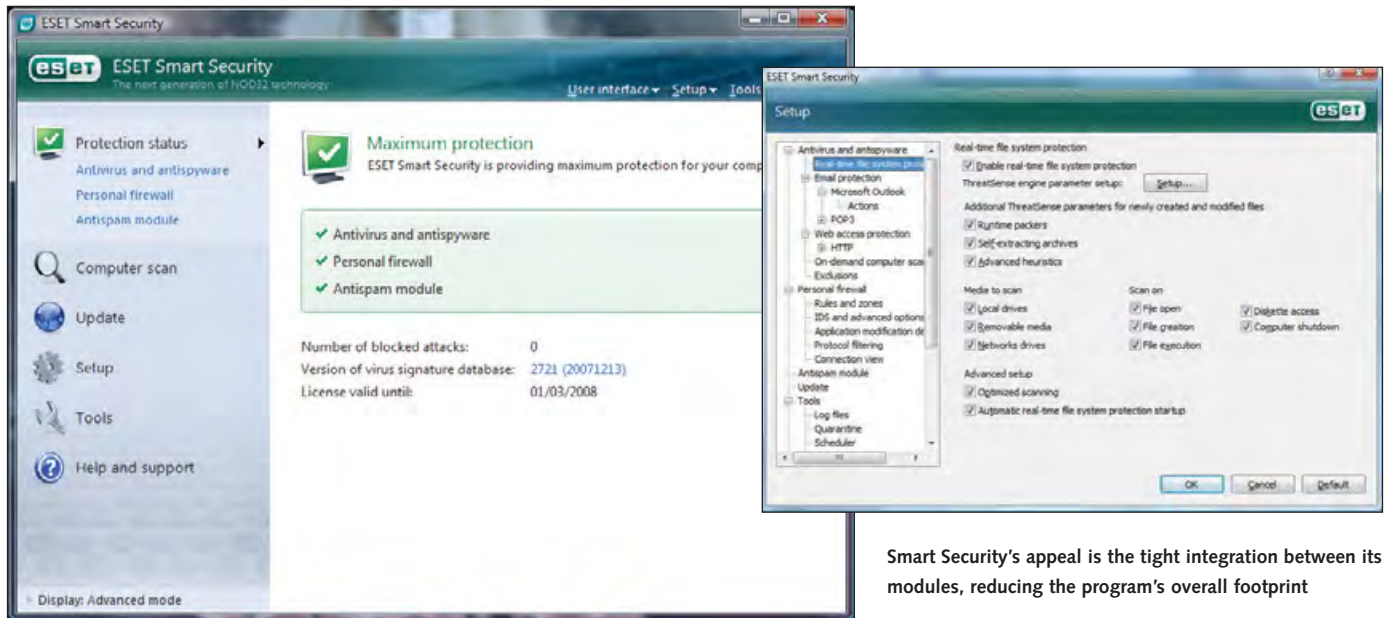 ESET Smart Security
eseT ESET Smart Security
The next generation of NOD32 technology
User interface Setup Tools
Protection status
Antivirus and antispyware
Personal firewall
Antispam module
Computer scan
Update
Setup
Tools
Help and support
Display: Advanced mode
Maximum protection
ESET Smart Security is providing maximum protection for your comp
Antivirus and antispyware
Personal firewall
Antispam module
Number of blocked attacks: 0
Version of virus signature database: 2721 (20071213)
License valid until: 01/03/2008
ESET Smart Security
Setup
eseT
Antivirus and antispyware
Real-time file system prote
Email protection
Microsoft Outlook
Actions
POP3
Web access protection
HTTP
On-demand computer scan
Exclusions
Personal firewall
Rules and zones
IDS and advanced options
Application modification de
Protocol filtering
Connection view
Antispam module
Update
Tools
Log files
Quarantine
Scheduler
Real-time file system protection
Enable real-time file system protection
ThreatSense engine parameter setup: Setup...
Additional ThreatSense parameters for newly created and modified files
Runtime packers
Self-extracting archives
Advanced heuristics
Media to scan
Local drives
Removable media
Networks drives
Scan on
File open
File creation
File execution
Diskette access
Computer shutdown
Advanced setup
Optimized scanning
Automatic real-time file system protection startup
OK Cancel Default
Smart Security's appeal is the tight integration between its
modules, reducing the program's overall footprint